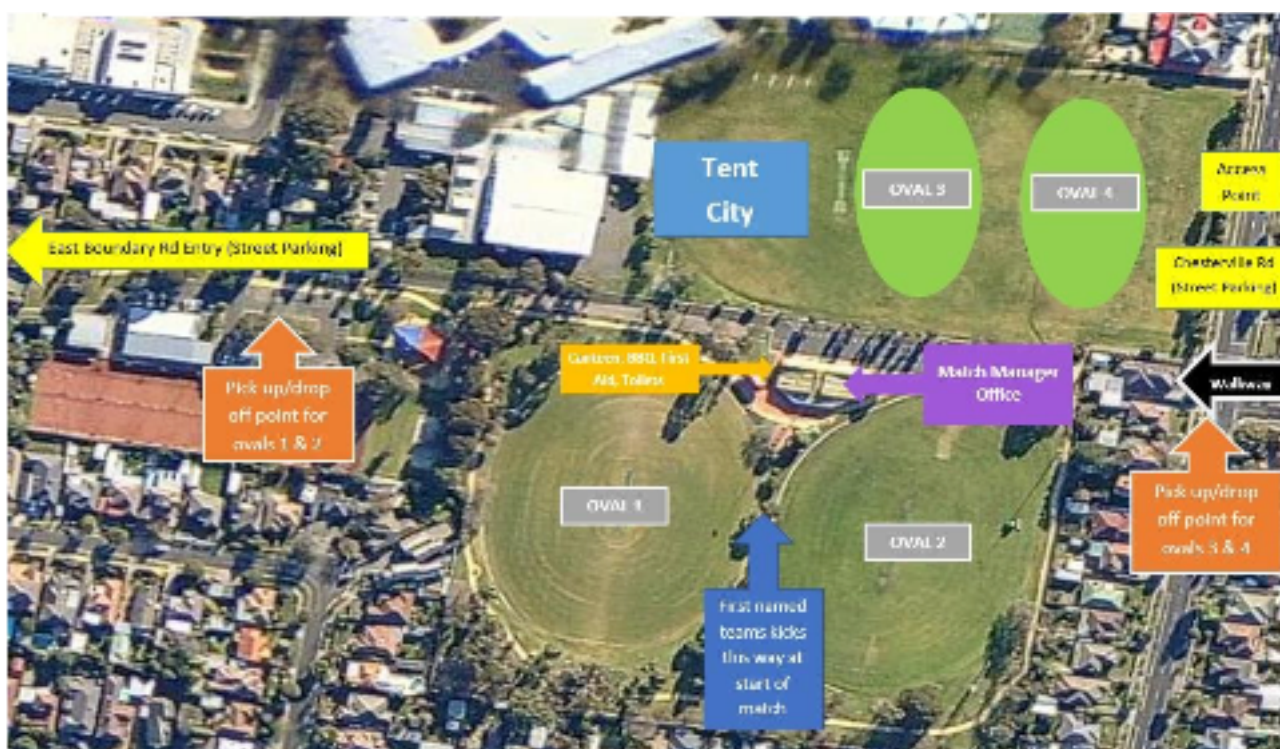 Tent
City
OVAL 3
OVAL 4
Access
Point
East Boundary Rd Entry (Street Parking)
Chesterville Rd
(Street Parking)
Canteen, BBQ, First
Aid, Toilets
Match Manager
Office
Walkway
Pick up/drop
off point for
ovals 1 & 2
OVAL 1
OVAL 2
Pick up/drop
off point for
ovals 3 & 4
First named
teams kicks
this way at
start of
match